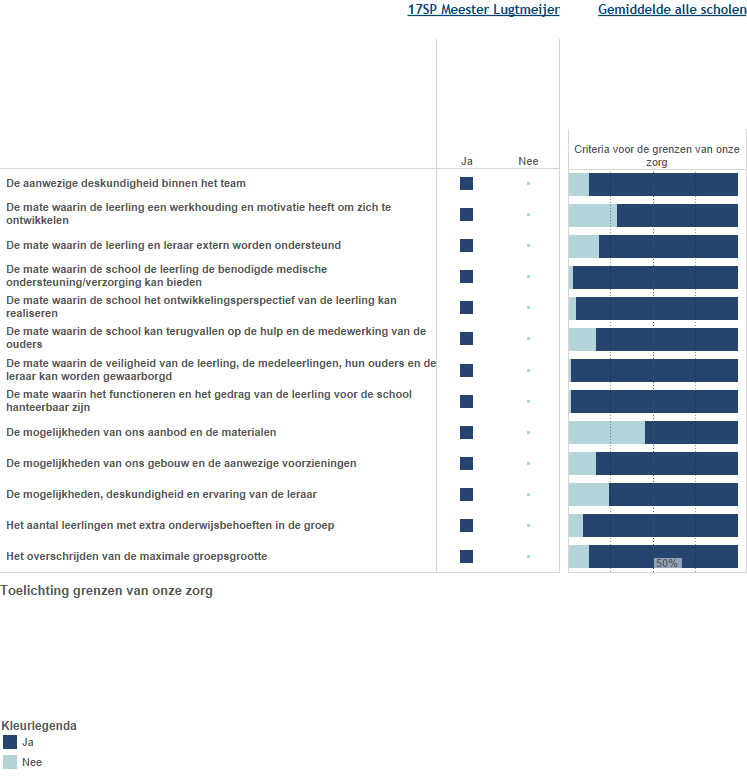 17SP Meester Lugtmeijer
Gemiddelde alle scholen
Criteria voor de grenzen van onze
zorg
Ja
Nee
De aanwezige deskundigheid binnen het team
De mate waarin de leerling een werkhouding en motivatie heeft om zich te
ontwikkelen
De mate waarin de leerling en leraar extern worden ondersteund
De mate waarin de school de leerling de benodigde medische
ondersteuning/verzorging kan bieden
De mate waarin de school het ontwikkelingsperspectief van de leerling kan
realiseren
De mate waarin de school kan terugvallen op de hulp en de medewerking van de
ouders
De mate waarin de veiligheid van de leerling, de medeleerlingen, hun ouders en de
leraar kan worden gewaarborgd
De mate waarin het functioneren en het gedrag van de leerling voor de school
hanteerbaar zijn
De mogelijkheden van ons aanbod en de materialen
De mogelijkheden van ons gebouw en de aanwezige voorzieningen
De mogelijkheden, deskundigheid en ervaring van de leraar
Het aantal leerlingen met extra onderwijsbehoeften in de groep
Het overschrijden van de maximale groepsgrootte
50%
Toelichting grenzen van onze zorg
Kleurlegenda
Ja
Nee